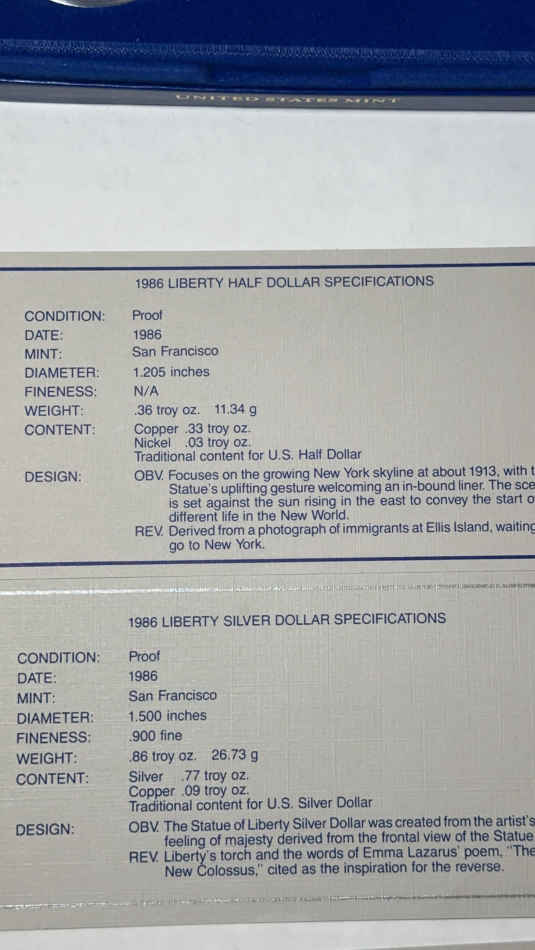 UNITED STATES MINT
1986 LIBERTY HALF DOLLAR SPECIFICATIONS
CONDITION: Proof
DATE: 1986
MINT: San Francisco
DIAMETER: 1.205 inches
FINENESS: N/A
WEIGHT: .36 troy oz. 11.34 g
CONTENT: Copper .33 troy oz.
Nickel .03 troy oz.
Traditional content for U.S. Half Dollar
DESIGN: OBV. Focuses on the growing New York skyline at about 1913, with t
Statue's uplifting gesture welcoming an in-bound liner. The sce
is set against the sun rising in the east to convey the start o
different life in the New World.
REV. Derived from a photograph of immigrants at Ellis Island, waiting
go to New York.
1986 LIBERTY SILVER DOLLAR SPECIFICATIONS
CONDITION: Proof
DATE: 1986
MINT: San Francisco
DIAMETER: 1.500 inches
FINENESS: .900 fine
WEIGHT: .86 troy oz. 26.73 g
CONTENT: Silver .77 troy oz.
Copper .09 troy oz.
Traditional content for U.S. Silver Dollar
DESIGN: OBV. The Statue of Liberty Silver Dollar was created from the artist's
feeling of majesty derived from the frontal view of the Statue
REV. Liberty's torch and the words of Emma Lazarus' poem, "The
New Colossus," cited as the inspiration for the reverse.